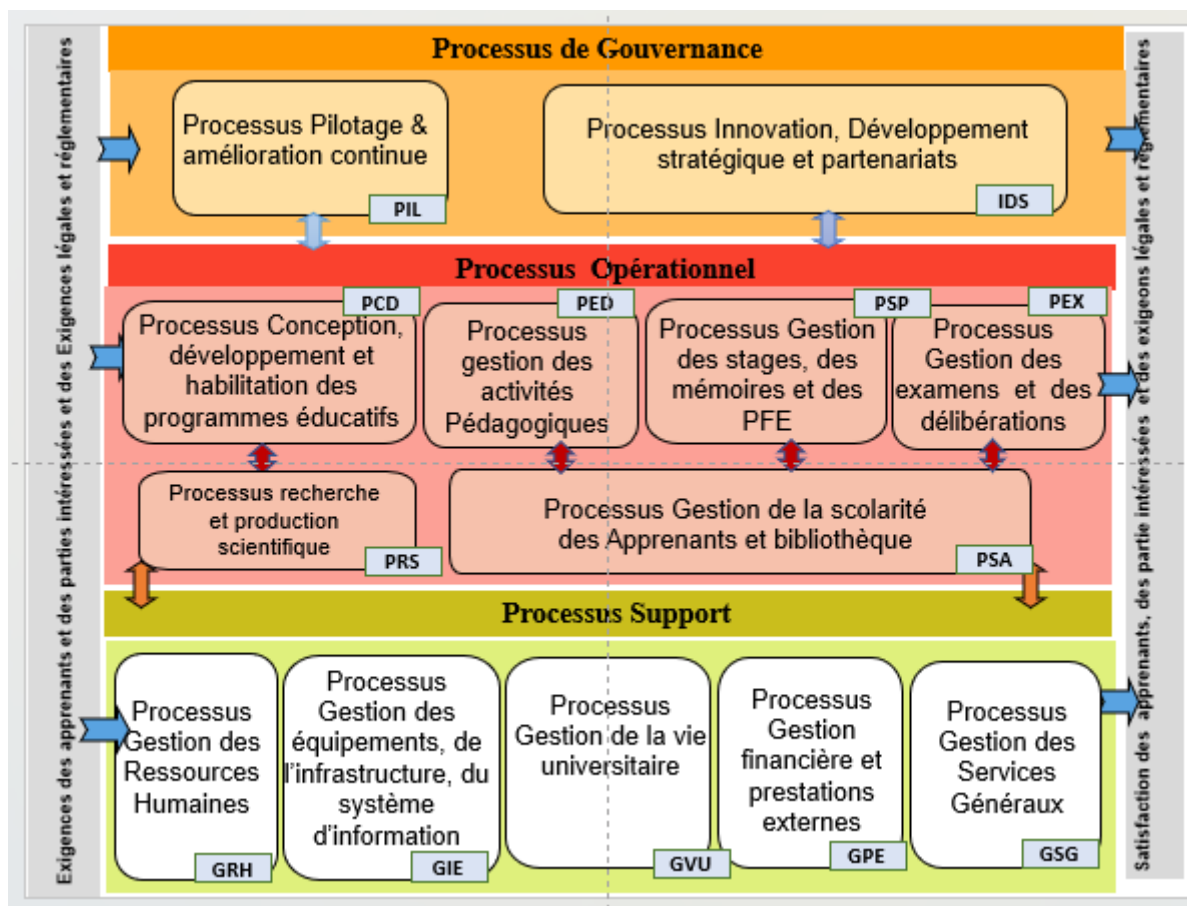 Exigences des apprenants et des parties intéressées et des Exigences légales et réglementaires
Processus de Gouvernance
Processus Pilotage &
amélioration continue
PIL
Processus Innovation, Développement
stratégique et partenariats
IDS
Processus Opérationnel
PCD
Processus Conception,
développement et
habilitation des
programmes éducatifs
PED
Processus
gestion des
activités
Pédagogiques
PSP
Processus Gestion
des stages, des
mémoires et des
PFE
PEX
Processus
Gestion des
examens et des
délibérations
Processus recherche
et production
scientifique
PRS
Processus Gestion de la scolarité
des Apprenants et bibliothèque
PSA
Processus Support
Processus
Gestion des
Ressources
Humaines
GRH
Processus
Gestion des
équipements, de
l'infrastructure, du
système
d'information
GIE
Processus
Gestion de la vie
universitaire
GVU
Processus
Gestion
financière et
prestations
externes
GPE
Processus
Gestion des
Services
Généraux
GSG
Satisfaction des apprenants, des partie intéressées et des exigeons légales et réglementaires